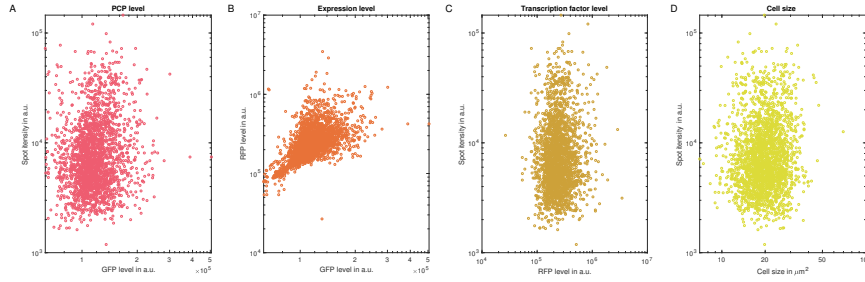 A
PCP level
Spot itensity in a.u.
10^5
10^4
10^3
1
2
3
4
5
GFP level in a.u.
×10^5
B
Expression level
RFP level in a.u.
10^7
10^6
10^5
10^4
1
2
3
4
5
GFP level in a.u.
×10^5
C
Transcription factor level
Spot itensity in a.u.
10^5
10^4
10^3
10^4
10^5
10^6
10^7
RFP level in a.u.
D
Cell size
Spot itensity in a.u.
10^5
10^4
10^3
10
20
50
100
Cell size in μm^2